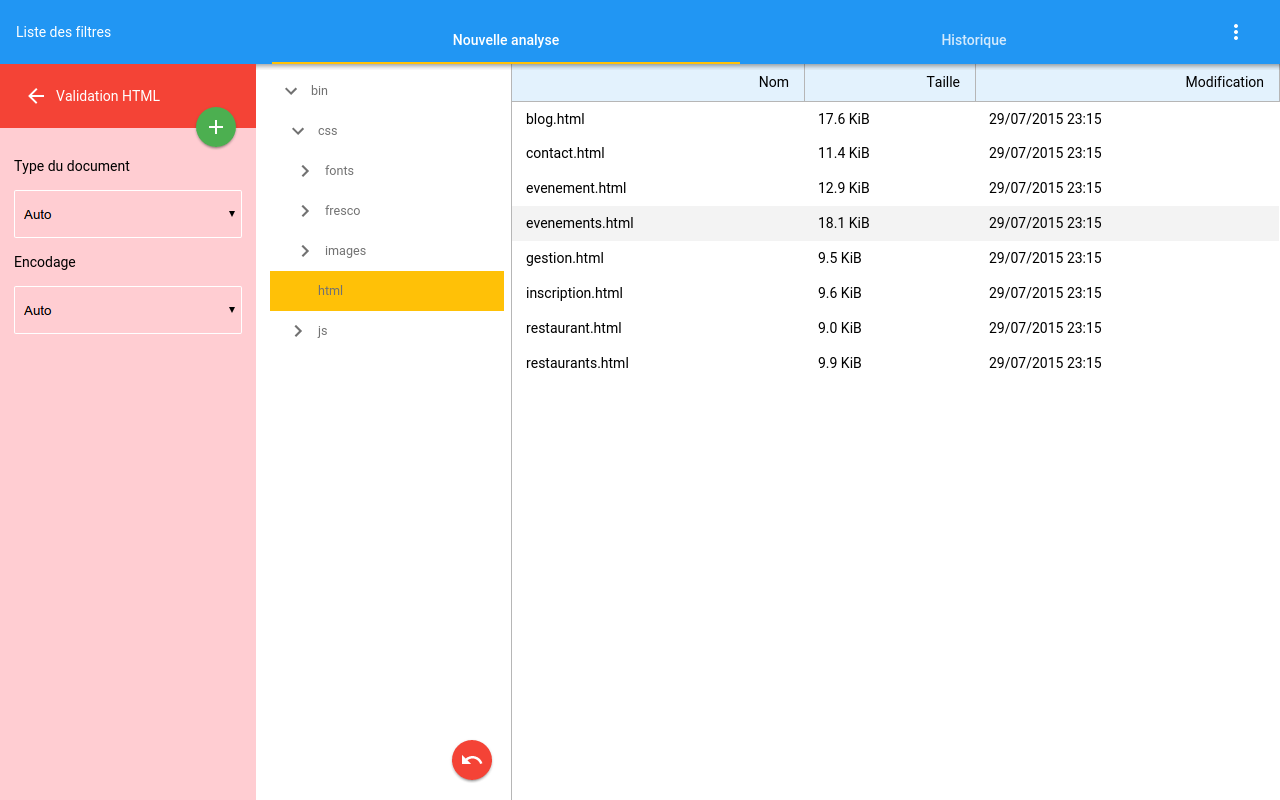 Liste des filtres
Nouvelle analyse
Historique
Validation HTML
Type du document
Auto
Encodage
Auto
bin
css
fonts
fresco
images
html
js
Nom Taille Modification
blog.html 17.6 KiB 29/07/2015 23:15
contact.html 11.4 KiB 29/07/2015 23:15
evenement.html 12.9 KiB 29/07/2015 23:15
evenements.html 18.1 KiB 29/07/2015 23:15
gestion.html 9.5 KiB 29/07/2015 23:15
inscription.html 9.6 KiB 29/07/2015 23:15
restaurant.html 9.0 KiB 29/07/2015 23:15
restaurants.html 9.9 KiB 29/07/2015 23:15